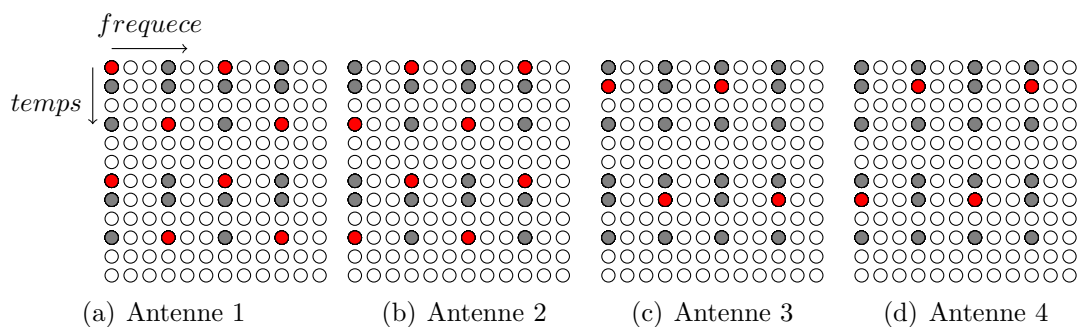 frequece
temps
(a) Antenne 1
(b) Antenne 2
(c) Antenne 3
(d) Antenne 4